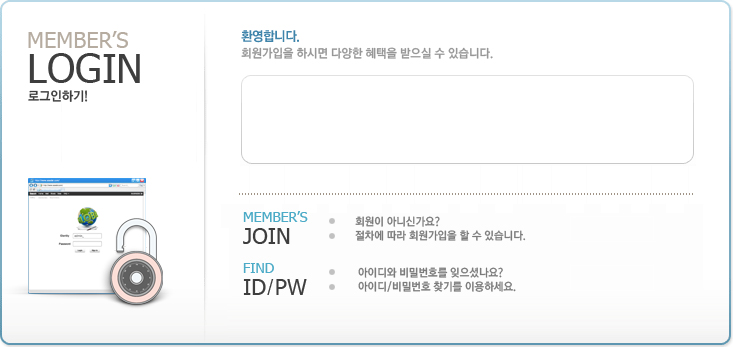 MEMBER'S
LOGIN
로그인하기!
환영합니다.
회원가입을 하시면 다양한 혜택을 받으실 수 있습니다.
MEMBER'S
JOIN
회원이 아니신가요?
절차에 따라 회원가입을 할 수 있습니다.
FIND
ID/PW
아이디와 비밀번호를 잊으셨나요?
아이디/비밀번호 찾기를 이용하세요.